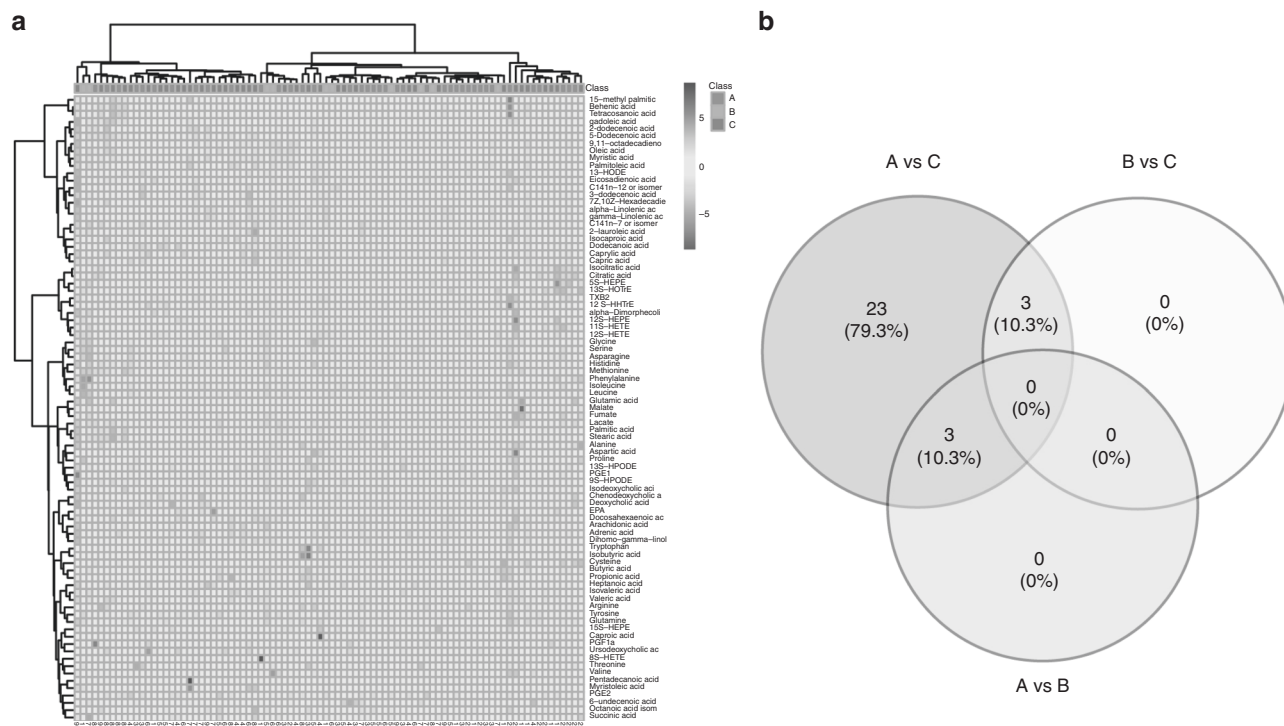 a
b
Class
15–methyl palmitic
Behenic acid
Tetracosanoic acid
gadoleic acid
2-dodecenoic acid
5-Dodecenoic acid
9,11–octadecadieno
Oleic acid
Myristic acid
Palmitoleic acid
13–HODE
Eicosadienoic acid
C141n–12 or isomer
3–dodecenoic acid
7Z,10Z–Hexadecadie
alpha–Linolenic ac
gamma–Linolenic ac
C141n–7 or isomer
2–lauroleic acid
Isocaproic acid
Dodecanoic acid
Caprylic acid
Capric acid
Isocitratic acid
Citratic acid
5S–HEPE
13S–HOTrE
TXB2
12 S–HHTrE
alpha–Dimorphecoli
12S–HEPE
11S–HETE
12S–HETE
Glycine
Serine
Asparagine
Histidine
Methionine
Phenylalanine
Isoleucine
Leucine
Glutamic acid
Malate
Fumate
Lacate
Palmitic acid
Stearic acid
Alanine
Aspartic acid
Proline
13S–HPODE
PGE1
9S–HPODE
Isodeoxycholic aci
Chenodeoxycholic a
Deoxycholic acid
EPA
Docosahexaenoic ac
Arachidonic acid
Adrenic acid
Dihomo–gamma–linol
Tryptophan
Isobutyric acid
Cysteine
Butyric acid
Propionic acid
Heptanoic acid
Isovaleric acid
Valeric acid
Arginine
Tyrosine
Glutamine
15S–HEPE
Caproic acid
PGF1a
Ursodeoxycholic ac
8S–HETE
Threonine
Valine
Pentadecanoic acid
Myristoleic acid
PGE2
6–undecenoic acid
Octanoic acid isom
Succinic acid
5
0
–5
Class
A
B
C
A vs C
B vs C
23
(79.3%)
3
(10.3%)
0
(0%)
0
(0%)
3
(10.3%)
0
(0%)
0
(0%)
A vs B